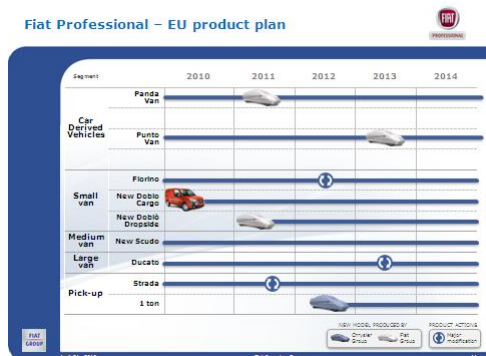 Fiat Professional – EU product plan
FIAT
PROFESSIONAL
Segment
2010 2011 2012 2013 2014
Car
Derived
Vehicles
Panda
Van
Punto
Van
Small
van
Fiorino
New Doblò
Cargo
New Doblò
Dropside
Medium
van
New Scudo
Large
van
Ducato
Pick-up
Strada
1 ton
NEW MODEL PRODUCED BY
PRODUCT ACTIONS
Chrysler
Group
Fiat
Group
Major
modification
FIAT
GROUP